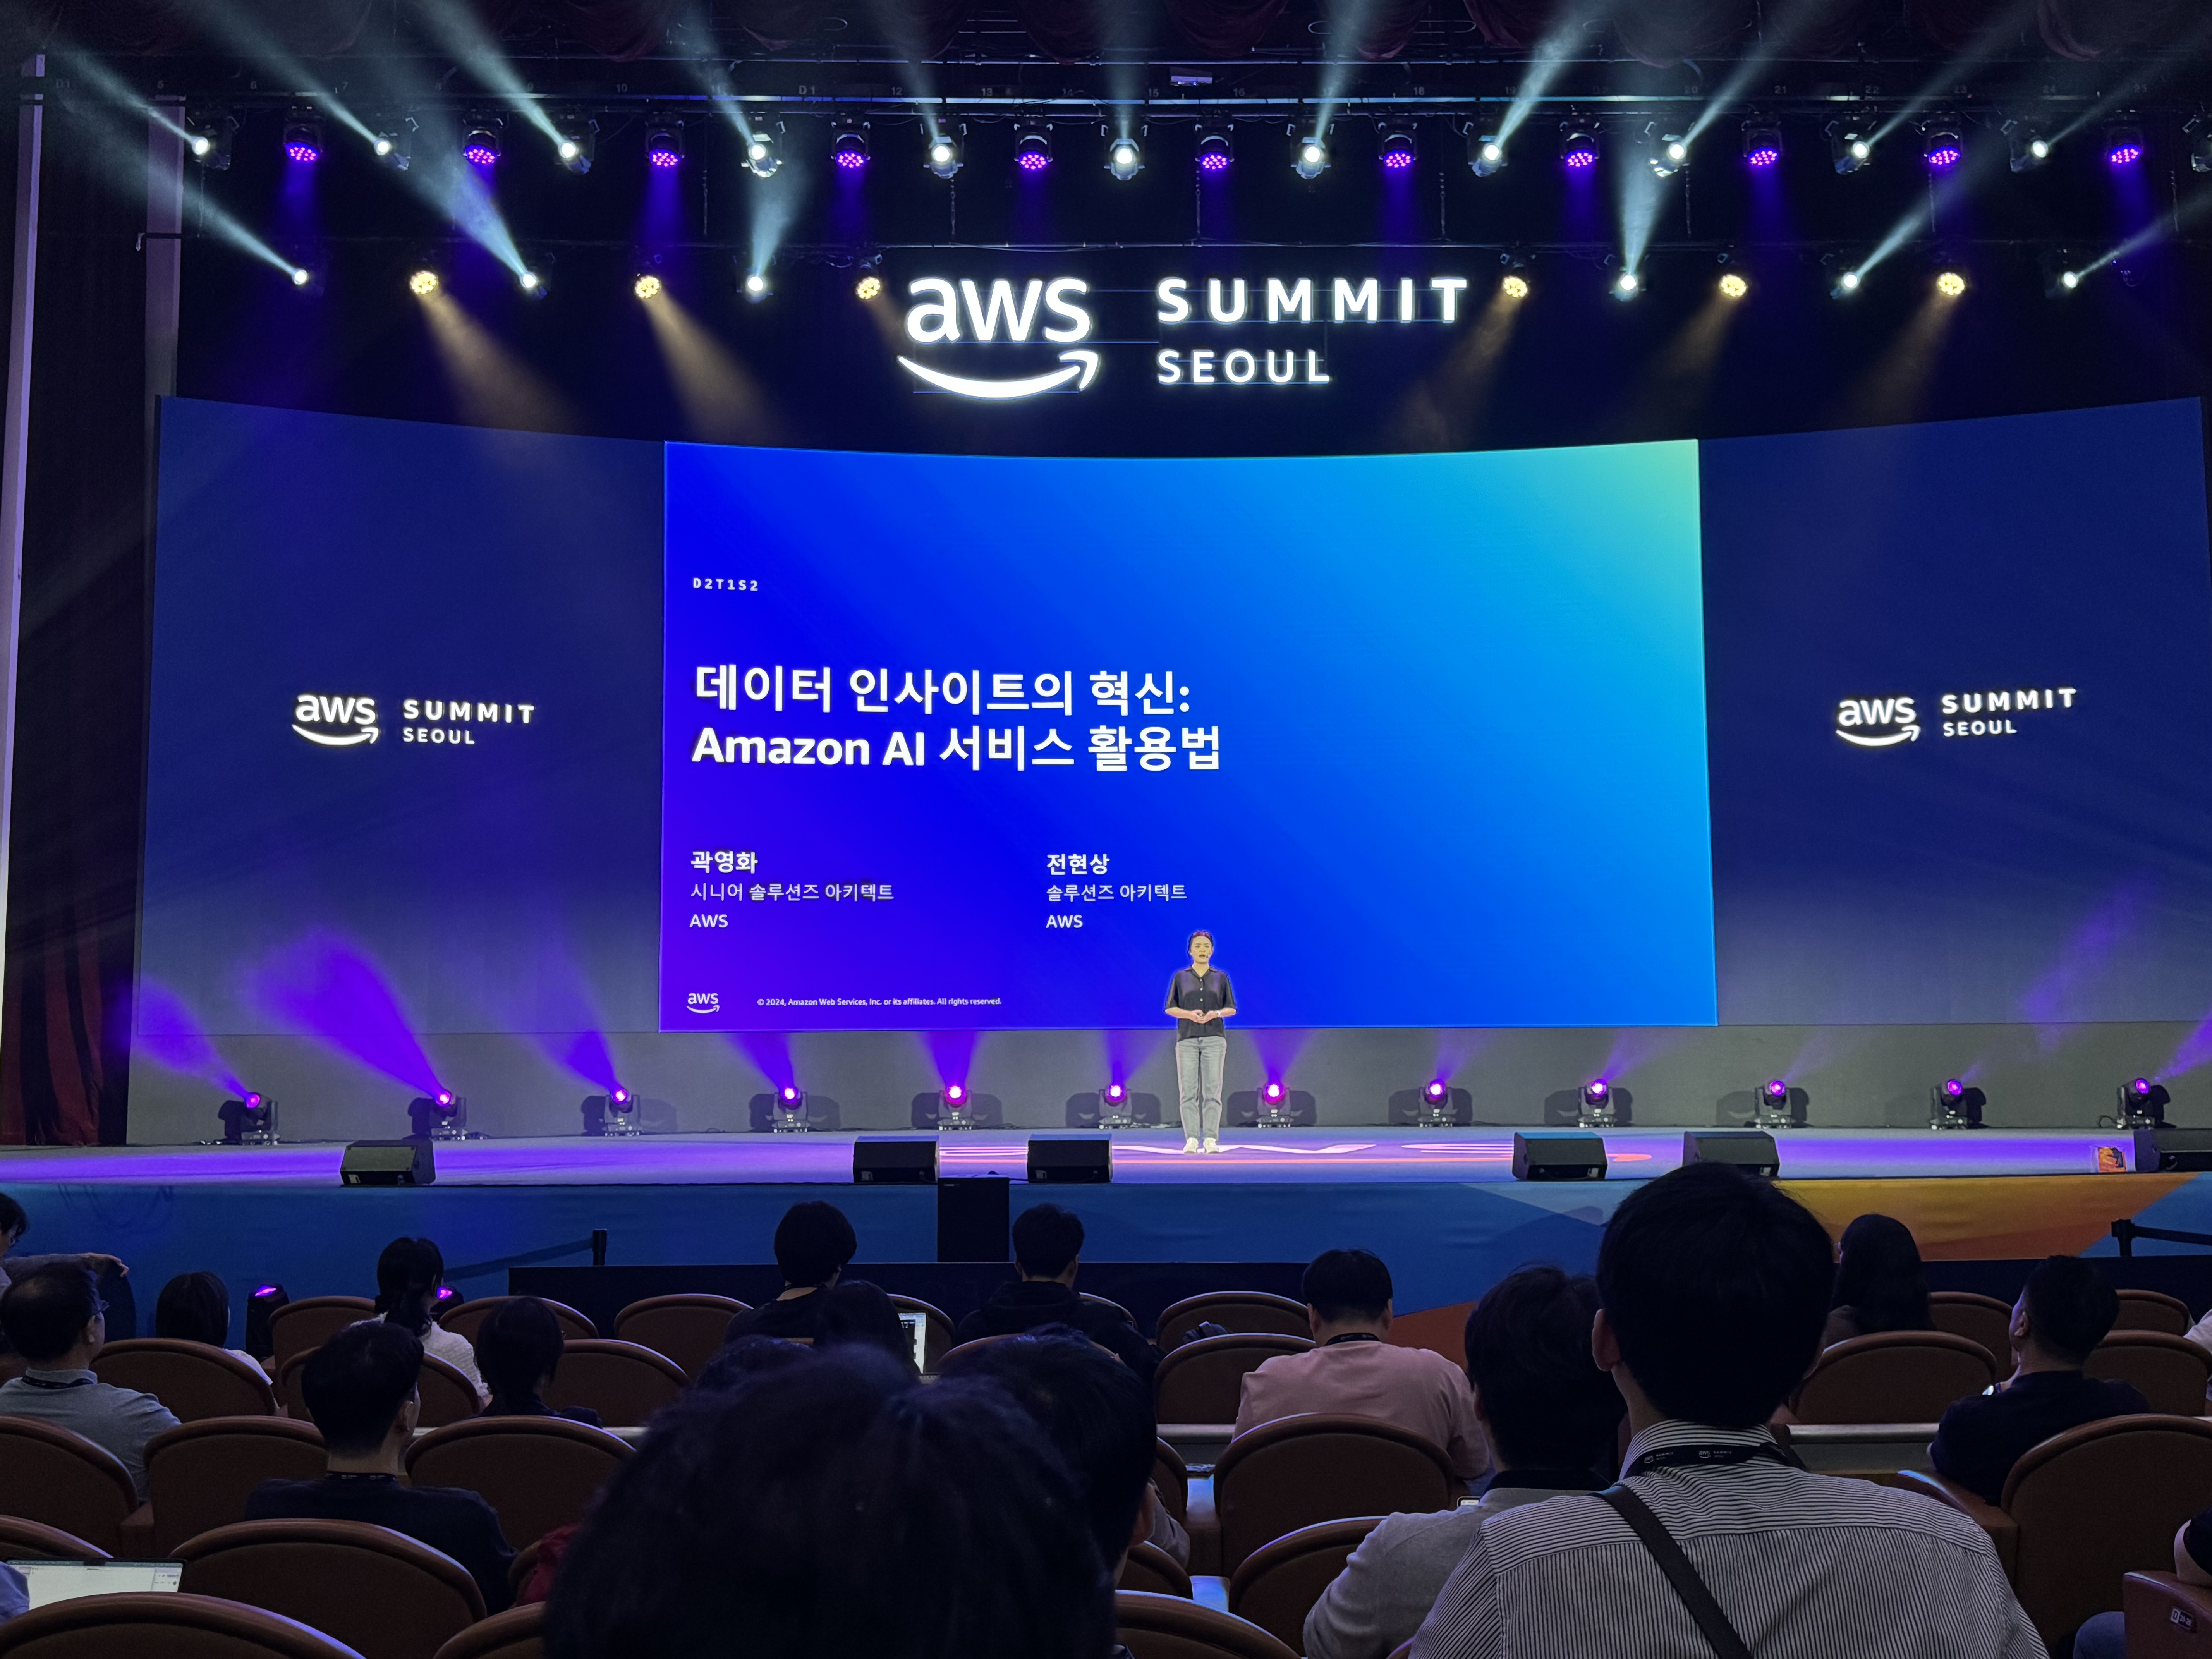 aws SUMMIT
SEOUL
D2T1S2
데이터 인사이트의 혁신:
Amazon AI 서비스 활용법
곽영화
시니어 솔루션즈 아키텍트
AWS
전현상
솔루션즈 아키텍트
AWS
aws
© 2024, Amazon Web Services, Inc. or its affiliates. All rights reserved.
aws SUMMIT
SEOUL
aws SUMMIT
SEOUL